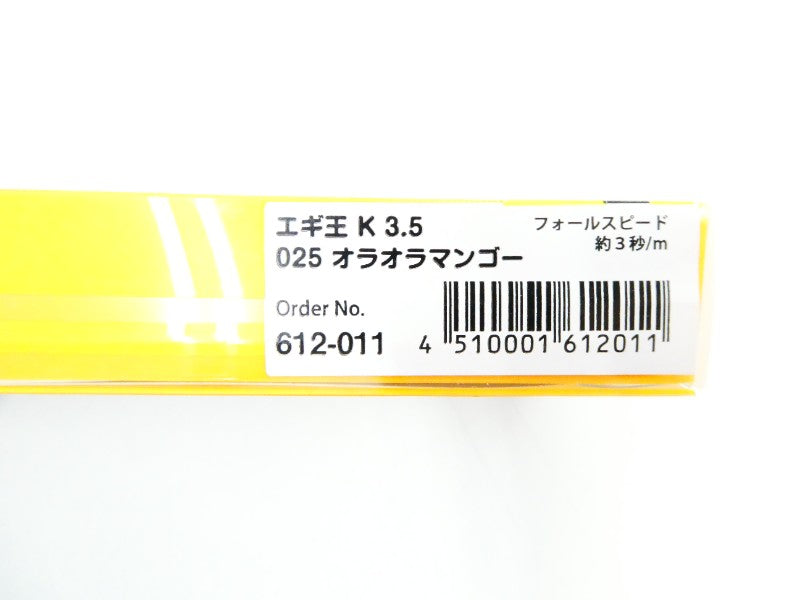 エギ王 K 3.5
025 オラオラマンゴー
フォールスピード
約3秒/m
Order No.
612-011
4 510001 612011